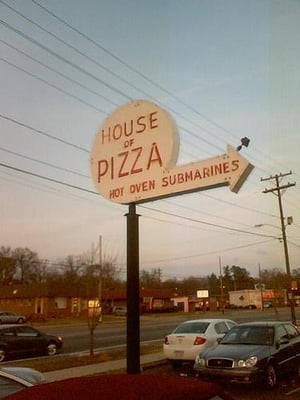 HOUSE
OF
PIZZA
HOT OVEN SUBMARINES